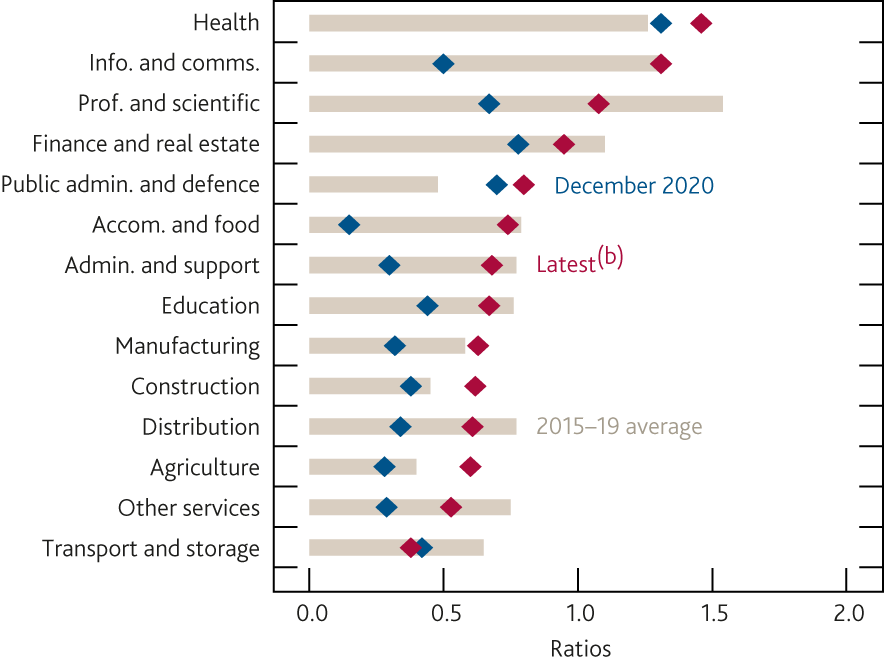 Health
Info. and comms.
Prof. and scientific
Finance and real estate
Public admin. and defence
December 2020
Accom. and food
Admin. and support
Latest(b)
Education
Manufacturing
Construction
Distribution
2015–19 average
Agriculture
Other services
Transport and storage
0.0 0.5 1.0 1.5 2.0
Ratios